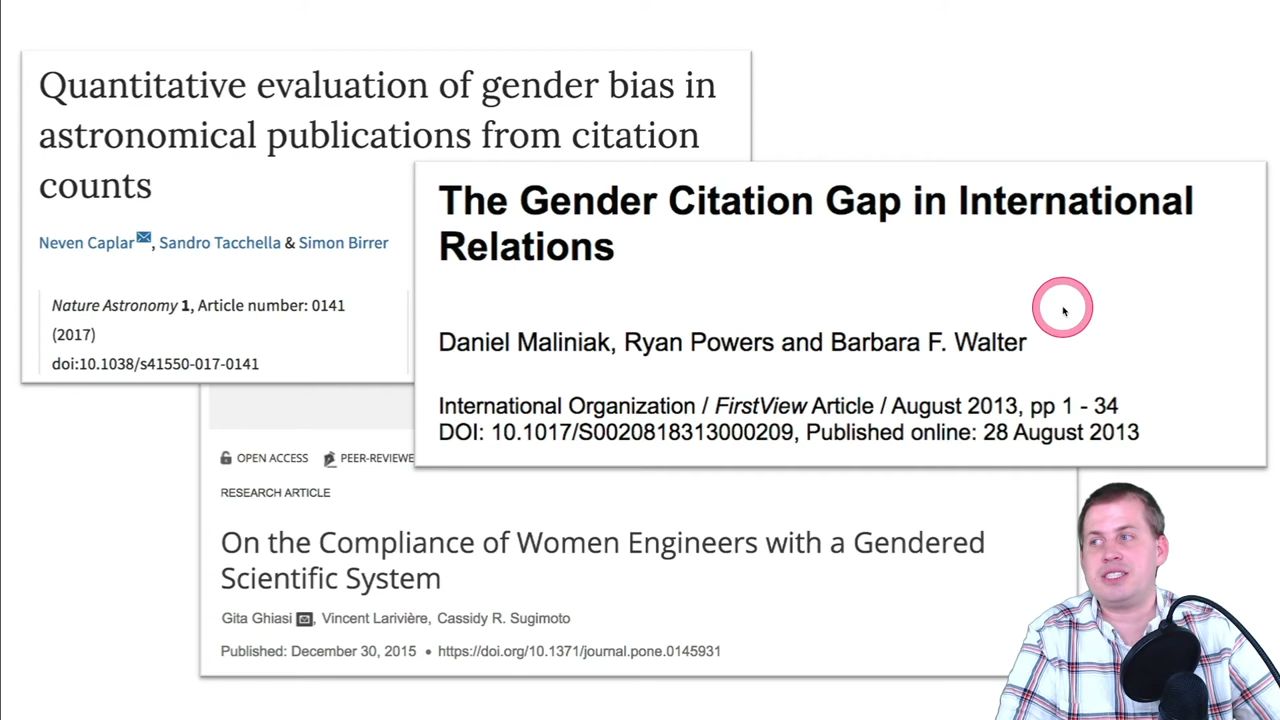 Quantitative evaluation of gender bias in
astronomical publications from citation
counts
Neven Caplar, Sandro Tacchella & Simon Birrer
Nature Astronomy 1, Article number: 0141
(2017)
doi:10.1038/s41550-017-0141
The Gender Citation Gap in International
Relations
Daniel Maliniak, Ryan Powers and Barbara F. Walter
International Organization / FirstView Article / August 2013, pp 1 - 34
DOI: 10.1017/S0020818313000209, Published online: 28 August 2013
OPEN ACCESS PEER-REVIEWE
RESEARCH ARTICLE
On the Compliance of Women Engineers with a Gendered
Scientific System
Gita Ghiasi, Vincent Larivière, Cassidy R. Sugimoto
Published: December 30, 2015 • https://doi.org/10.1371/journal.pone.0145931